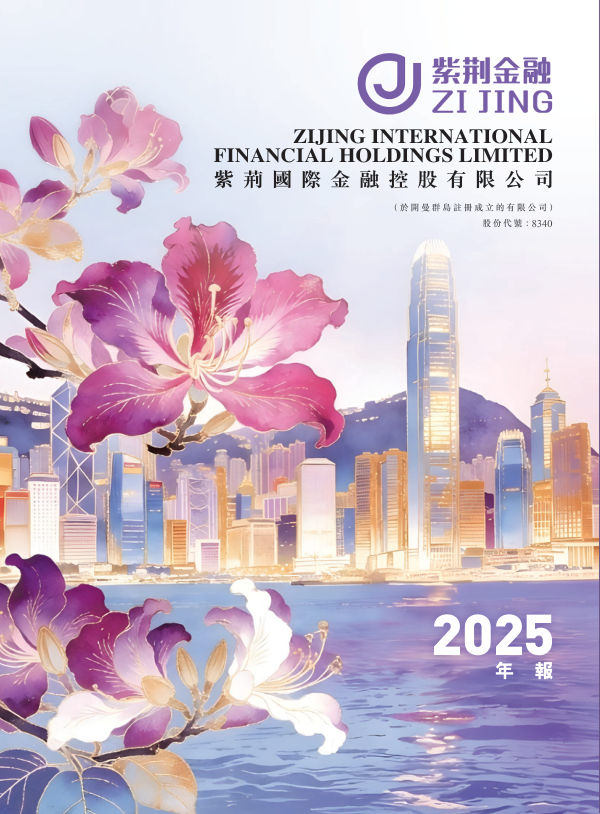 紫荆金融
ZI JING
ZIJING INTERNATIONAL
FINANCIAL HOLDINGS LIMITED
紫荊國際金融控股有限公司
（於開曼群島註冊成立的有限公司）
股份代號：8340
2025
年報